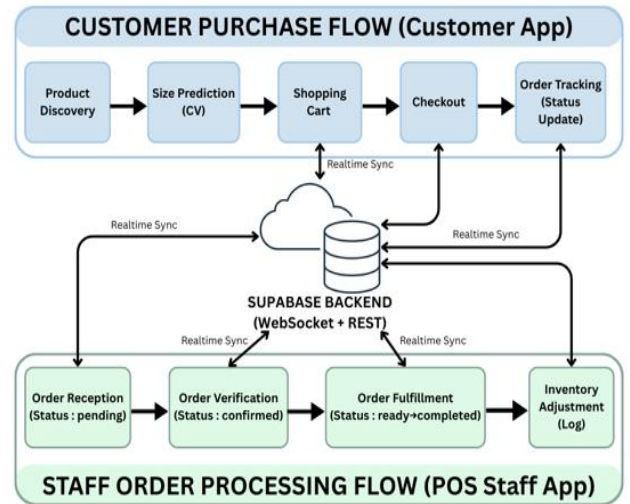 CUSTOMER PURCHASE FLOW (Customer App)
Product
Discovery
Size Prediction
(CV)
Shopping
Cart
Checkout
Order Tracking
(Status
Update)
Realtime Sync
Realtime Sync
Realtime Sync
SUPABASE BACKEND
(WebSocket + REST)
Realtime Sync
Realtime Sync
Order Reception
(Status : pending)
Order Verification
(Status : confirmed)
Order Fulfillment
(Status : ready→completed)
Inventory
Adjustment
(Log)
STAFF ORDER PROCESSING FLOW (POS Staff App)